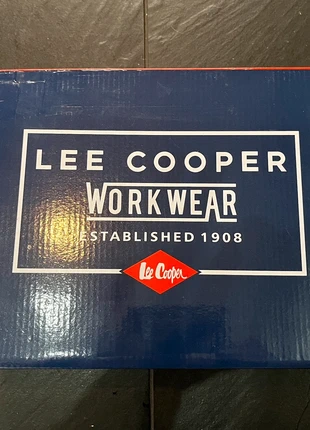 LEE COOPER
WORKWEAR
ESTABLISHED 1908
Lee Cooper